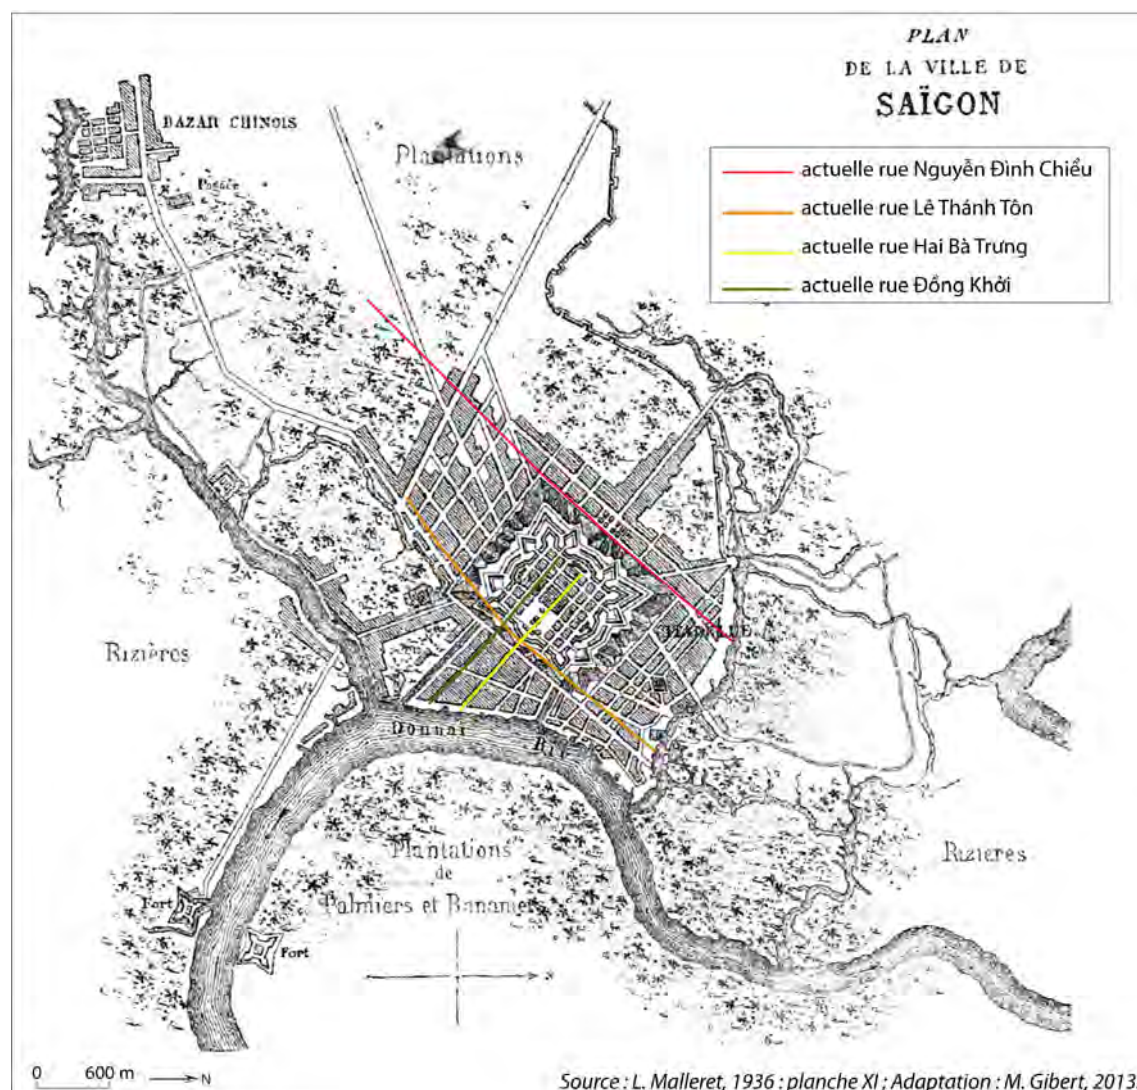 PLAN
DE LA VILLE DE
SAÏGON
actuelle rue Nguyễn Đình Chiểu
actuelle rue Lê Thánh Tôn
actuelle rue Hai Bà Trưng
actuelle rue Đồng Khởi
BAZAR CHINOIS
Pagode
Plantations
RIZIÈRES
Donnai
Riv
Plantations
de
Palmiers et Bananiers
RIZIÈRES
Fort
Fort
0 600 m N
Source : L. Malleret, 1936 : planche XI ; Adaptation : M. Gibert, 2013.